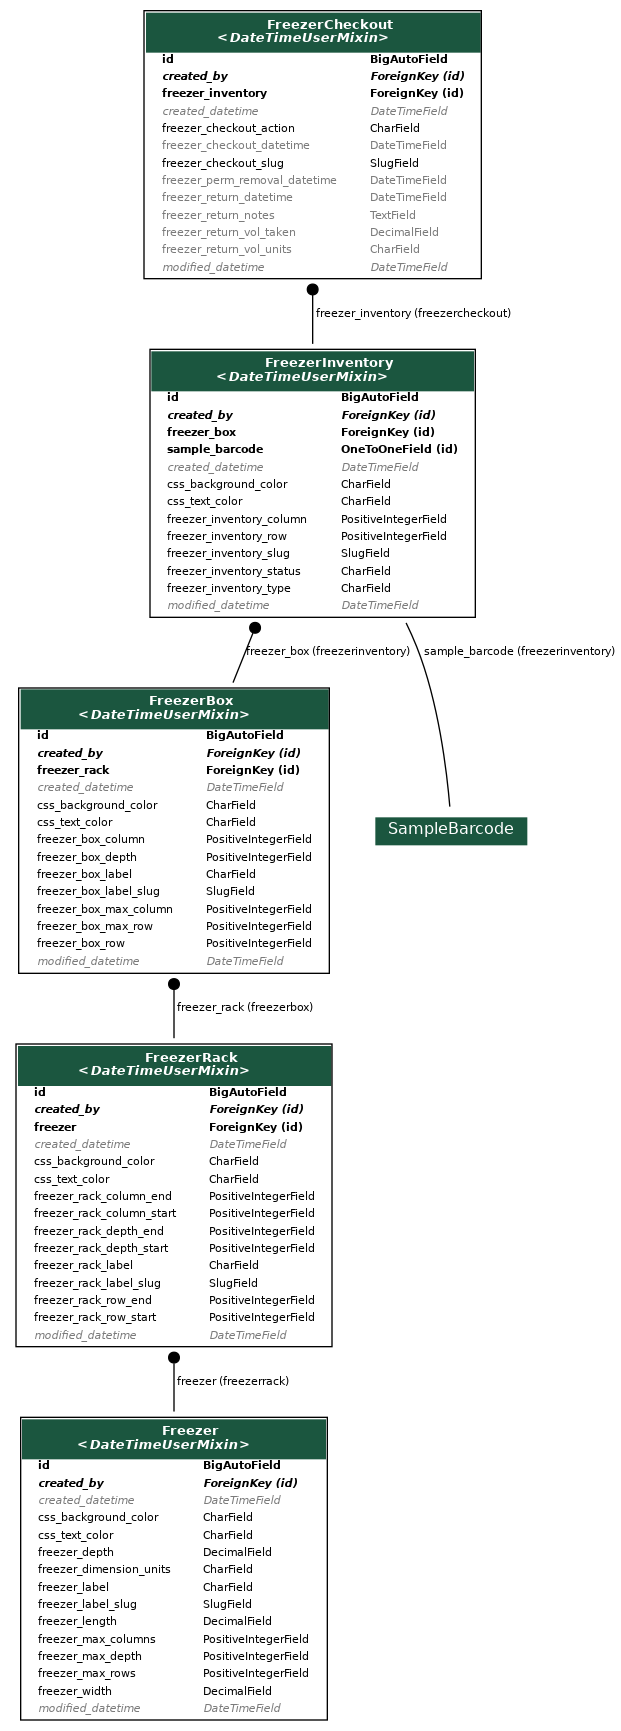 FreezerCheckout
<DateTimeUserMixin>
id BigAutoField
created_by ForeignKey (id)
freezer_inventory ForeignKey (id)
created_datetime DateTimeField
freezer_checkout_action CharField
freezer_checkout_datetime DateTimeField
freezer_checkout_slug SlugField
freezer_perm_removal_datetime DateTimeField
freezer_return_datetime DateTimeField
freezer_return_notes TextField
freezer_return_vol_taken DecimalField
freezer_return_vol_units CharField
modified_datetime DateTimeField
freezer_inventory (freezercheckout)
FreezerInventory
<DateTimeUserMixin>
id BigAutoField
created_by ForeignKey (id)
freezer_box ForeignKey (id)
sample_barcode OneToOneField (id)
created_datetime DateTimeField
css_background_color CharField
css_text_color CharField
freezer_inventory_column PositiveIntegerField
freezer_inventory_row PositiveIntegerField
freezer_inventory_slug SlugField
freezer_inventory_status CharField
freezer_inventory_type CharField
modified_datetime DateTimeField
freezer_box (freezerinventory) sample_barcode (freezerinventory)
FreezerBox
<DateTimeUserMixin>
id BigAutoField
created_by ForeignKey (id)
freezer_rack ForeignKey (id)
created_datetime DateTimeField
css_background_color CharField
css_text_color CharField
freezer_box_column PositiveIntegerField
freezer_box_depth PositiveIntegerField
freezer_box_label CharField
freezer_box_label_slug SlugField
freezer_box_max_column PositiveIntegerField
freezer_box_max_row PositiveIntegerField
freezer_box_row PositiveIntegerField
modified_datetime DateTimeField
SampleBarcode
freezer_rack (freezerbox)
FreezerRack
<DateTimeUserMixin>
id BigAutoField
created_by ForeignKey (id)
freezer ForeignKey (id)
created_datetime DateTimeField
css_background_color CharField
css_text_color CharField
freezer_rack_column_end PositiveIntegerField
freezer_rack_column_start PositiveIntegerField
freezer_rack_depth_end PositiveIntegerField
freezer_rack_depth_start PositiveIntegerField
freezer_rack_label CharField
freezer_rack_label_slug SlugField
freezer_rack_row_end PositiveIntegerField
freezer_rack_row_start PositiveIntegerField
modified_datetime DateTimeField
freezer (freezerrack)
Freezer
<DateTimeUserMixin>
id BigAutoField
created_by ForeignKey (id)
created_datetime DateTimeField
css_background_color CharField
css_text_color CharField
freezer_depth DecimalField
freezer_dimension_units CharField
freezer_label CharField
freezer_label_slug SlugField
freezer_length DecimalField
freezer_max_columns PositiveIntegerField
freezer_max_depth PositiveIntegerField
freezer_max_rows PositiveIntegerField
freezer_width DecimalField
modified_datetime DateTimeField